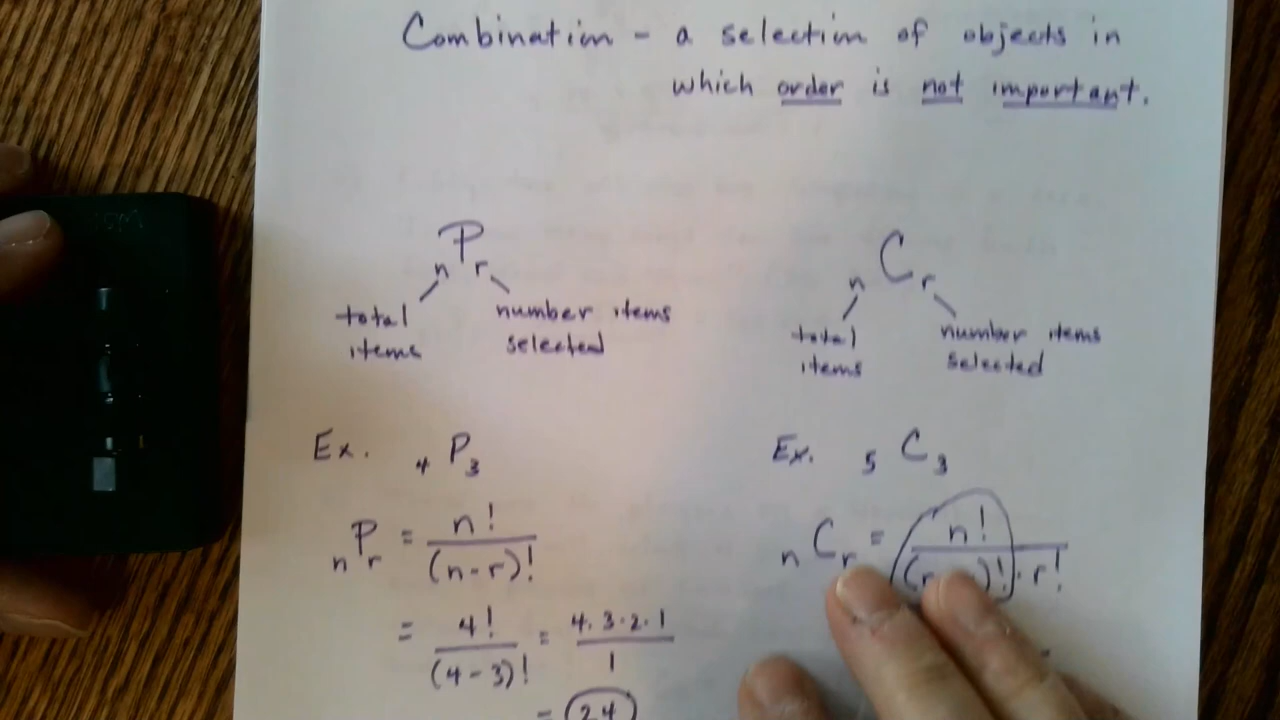 Combination - a selection of objects in
which order is not important.
nPr
total items
number items selected
nCr
total items
number items selected
Ex. 4P3
nPr = n! / (n-r)!
= 4! / (4-3)! = 4·3·2·1 / 1
= 24
Ex. 5C3
nCr = n! / ( )!·r!